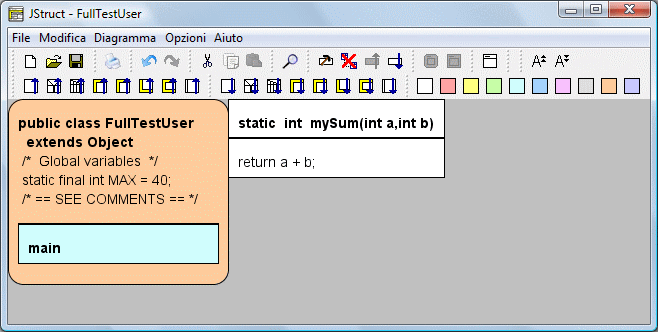 JStruct - FullTestUser
File Modifica Diagramma Opzioni Aiuto
A A
public class FullTestUser
extends Object
/* Global variables */
static final int MAX = 40;
/* == SEE COMMENTS == */
main
static int mySum(int a,int b)
return a + b;